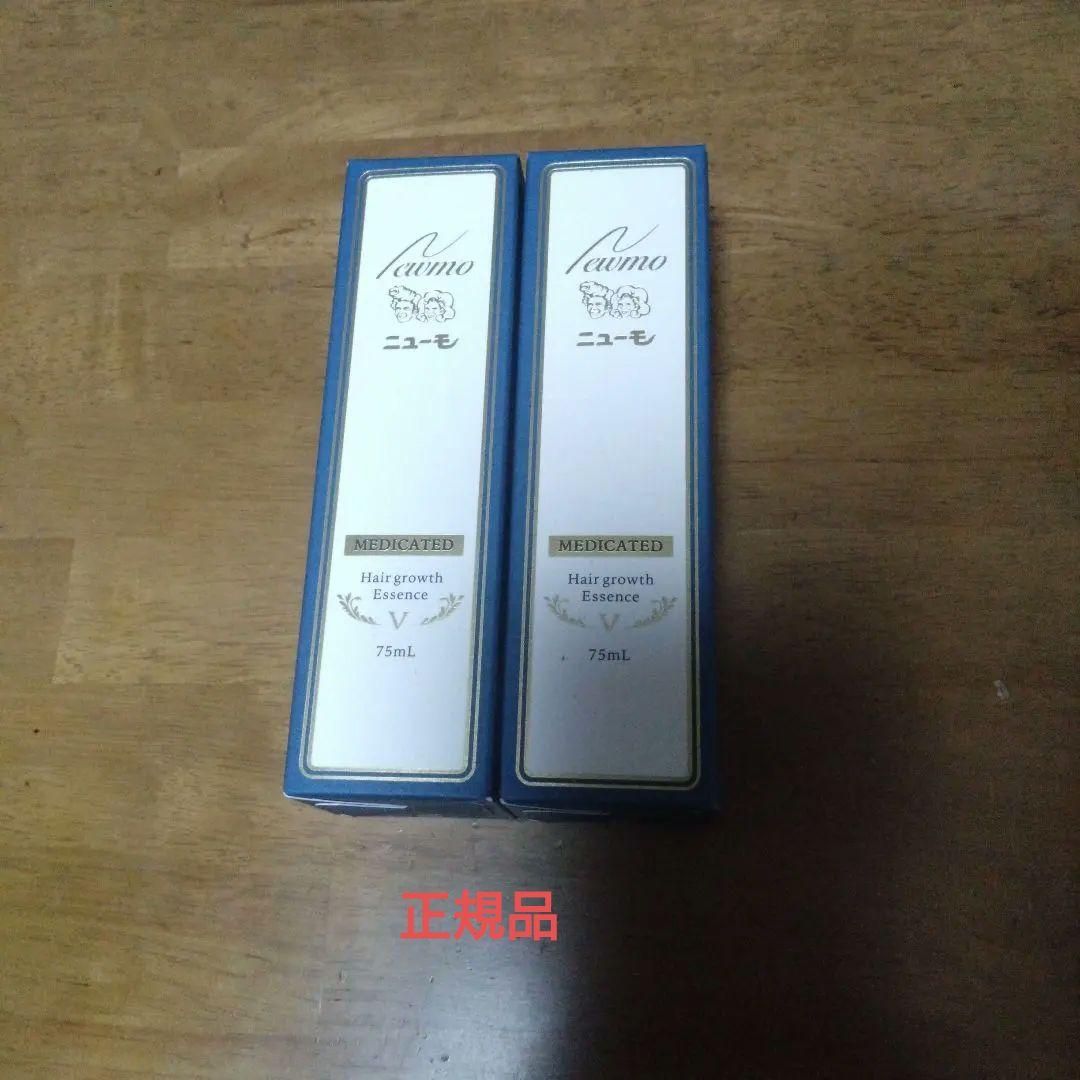 Newmo
ニューモ
MEDICATED
Hair growth
Essence
V
75mL
Newmo
ニューモ
MEDICATED
Hair growth
Essence
V
75mL
正規品